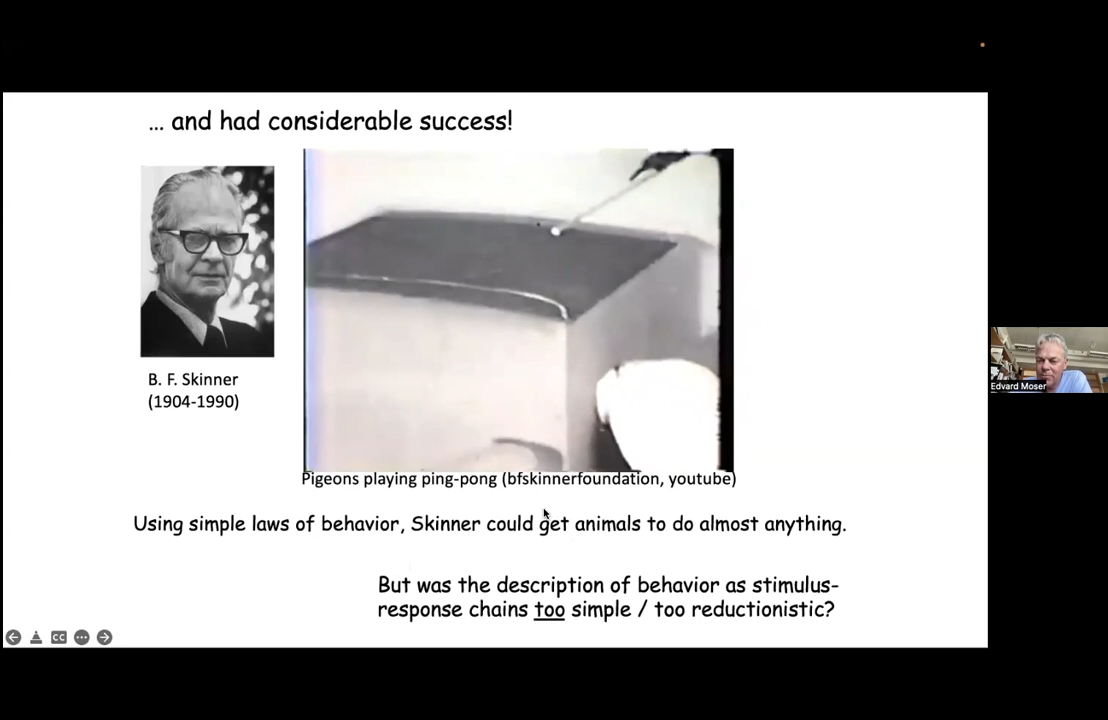 ... and had considerable success!
B. F. Skinner
(1904-1990)
Pigeons playing ping-pong (bfskinnerfoundation, youtube)
Edvard Moser
Using simple laws of behavior, Skinner could get animals to do almost anything.
But was the description of behavior as stimulus-
response chains too simple / too reductionistic?
CC